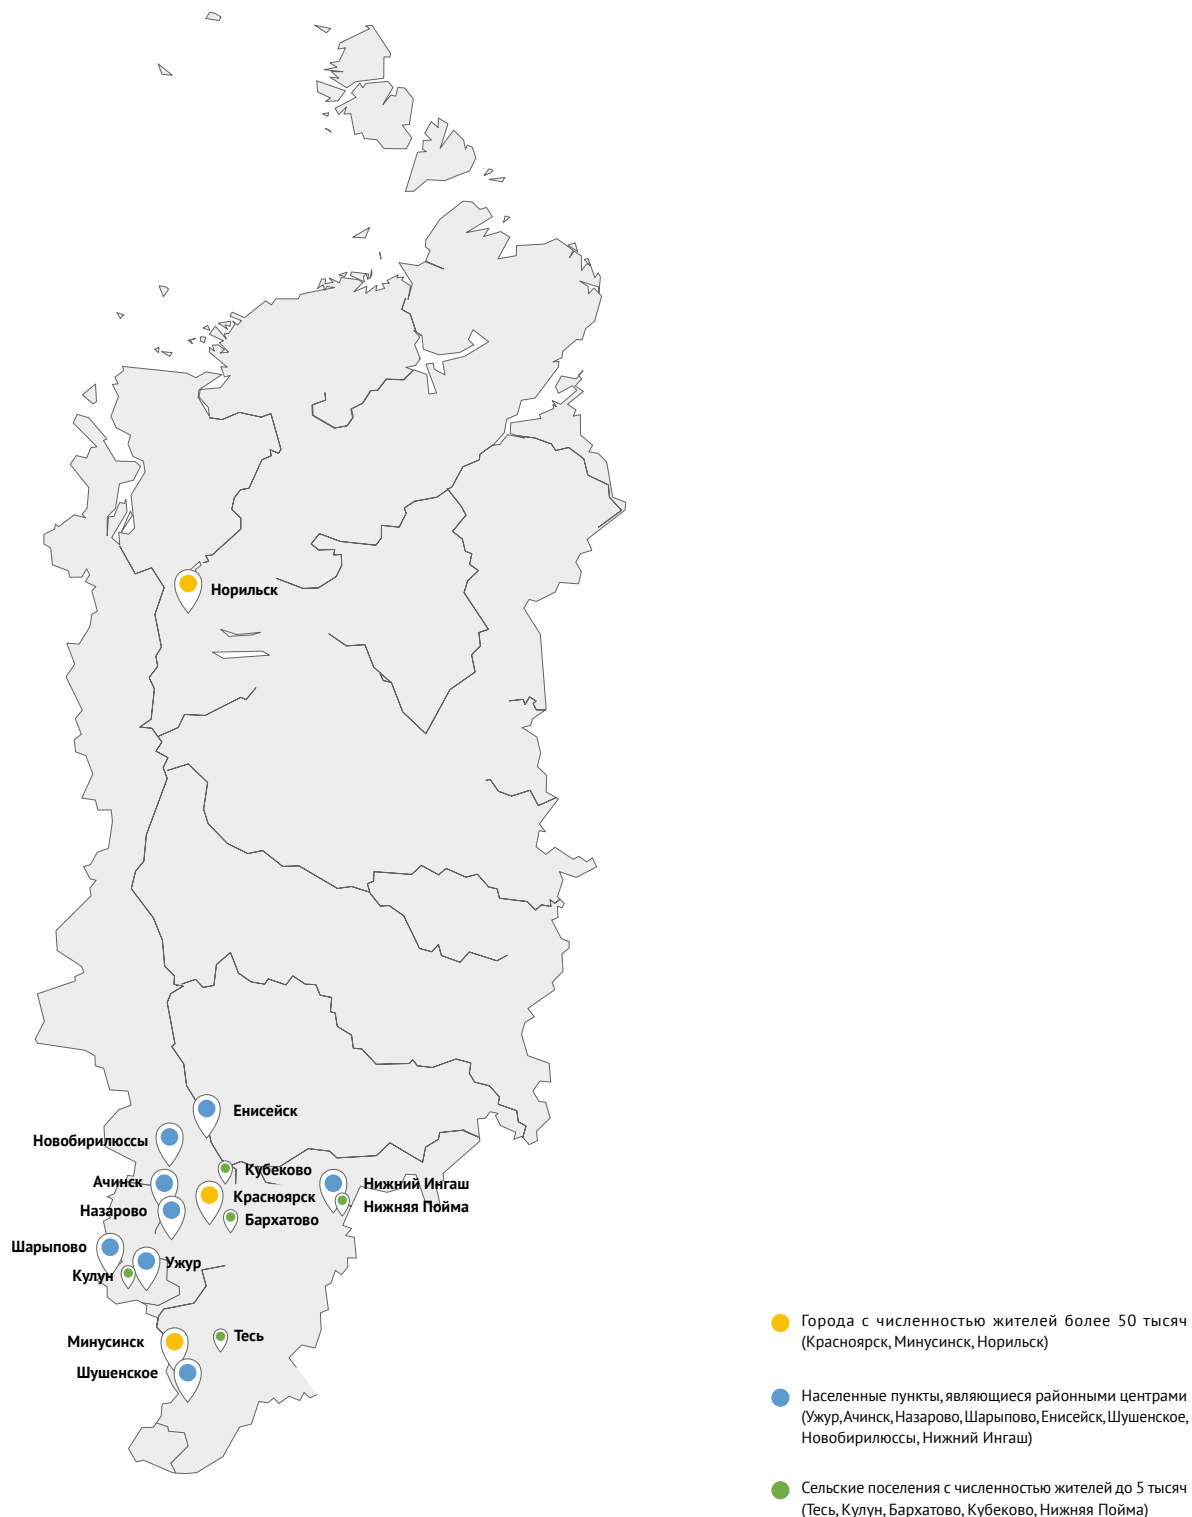 Норильск
Енисейск
Новобирилюссы
Кубеково
Ачинск
Нижний Ингаш
Красноярск
Нижняя Пойма
Назарово
Бархатово
Шарыпово
Ужур
Кулун
Тесь
Минусинск
Шушенское
Города с численностью жителей более 50 тысяч
(Красноярск, Минусинск, Норильск)
Населенные пункты, являющиеся районными центрами
(Ужур, Ачинск, Назарово, Шарыпово, Енисейск, Шушенское,
Новобирилюссы, Нижний Ингаш)
Сельские поселения с численностью жителей до 5 тысяч
(Тесь, Кулун, Бархатово, Кубеково, Нижняя Пойма)